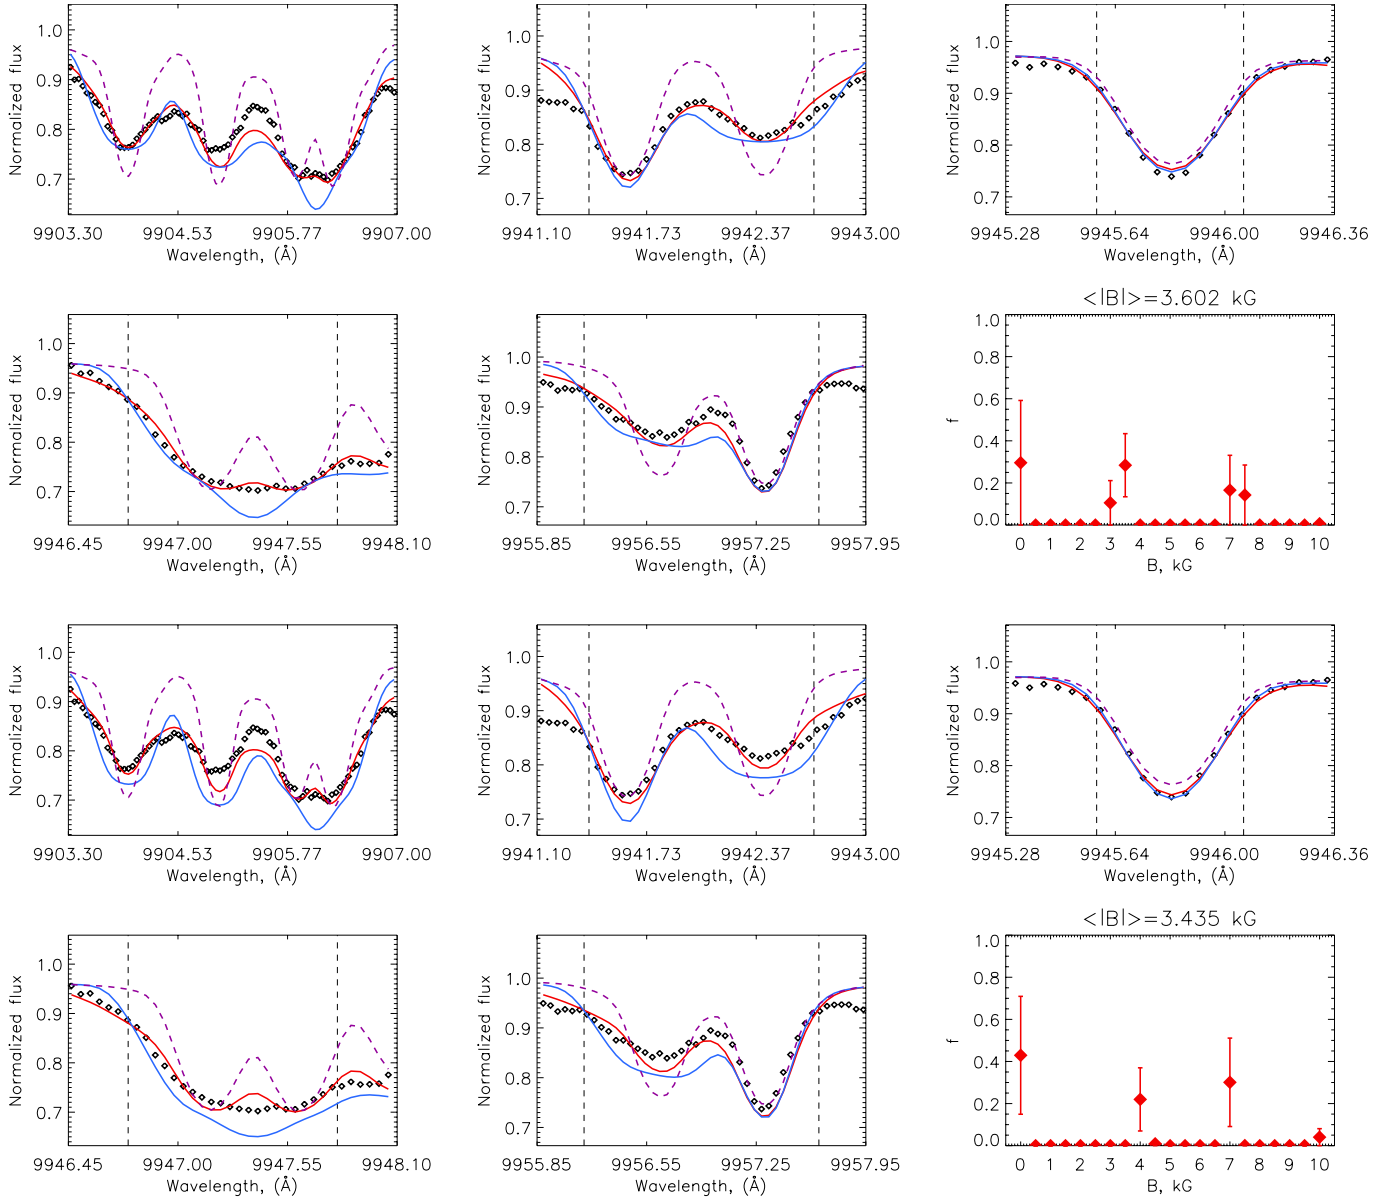 1.0
0.9
0.8
0.7
Normalized flux
9903.30 9904.53 9905.77 9907.00
Wavelength, (Å)
1.0
0.9
0.8
0.7
Normalized flux
9941.10 9941.73 9942.37 9943.00
Wavelength, (Å)
1.0
0.9
0.8
0.7
Normalized flux
9945.28 9945.64 9946.00 9946.36
Wavelength, (Å)
1.0
0.9
0.8
0.7
Normalized flux
9946.45 9947.00 9947.55 9948.10
Wavelength, (Å)
1.0
0.9
0.8
0.7
Normalized flux
9955.85 9956.55 9957.25 9957.95
Wavelength, (Å)
<|B|>=3.602 kG
1.0
0.8
0.6
0.4
0.2
0.0
f
0 1 2 3 4 5 6 7 8 9 10
B, kG
1.0
0.9
0.8
0.7
Normalized flux
9903.30 9904.53 9905.77 9907.00
Wavelength, (Å)
1.0
0.9
0.8
0.7
Normalized flux
9941.10 9941.73 9942.37 9943.00
Wavelength, (Å)
1.0
0.9
0.8
0.7
Normalized flux
9945.28 9945.64 9946.00 9946.36
Wavelength, (Å)
1.0
0.9
0.8
0.7
Normalized flux
9946.45 9947.00 9947.55 9948.10
Wavelength, (Å)
1.0
0.9
0.8
0.7
Normalized flux
9955.85 9956.55 9957.25 9957.95
Wavelength, (Å)
<|B|>=3.435 kG
1.0
0.8
0.6
0.4
0.2
0.0
f
0 1 2 3 4 5 6 7 8 9 10
B, kG